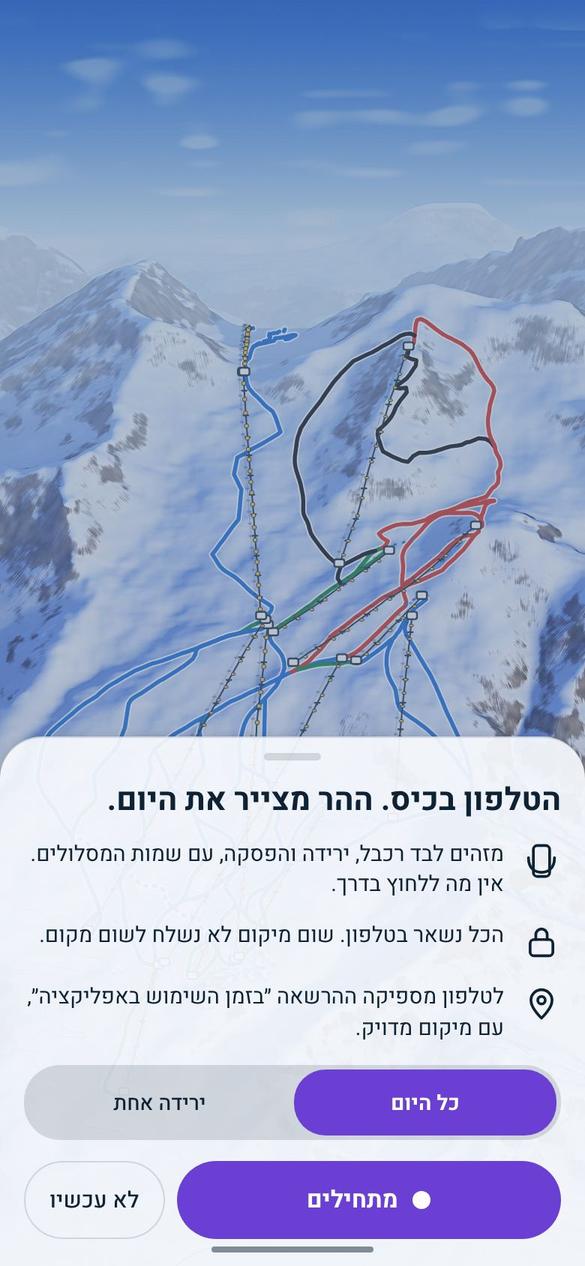 הטלפון בכיס. ההר מצייר את היום.
מזהים לבד רכבל, ירידה והפסקה, עם שמות המסלולים.
אין מה ללחוץ בדרך.
הכל נשאר בטלפון. שום מיקום לא נשלח לשום מקום.
לטלפון מספיקה ההרשאה "בזמן השימוש באפליקציה",
עם מיקום מדויק.
כל היום
ירידה אחת
מתחילים
לא עכשיו